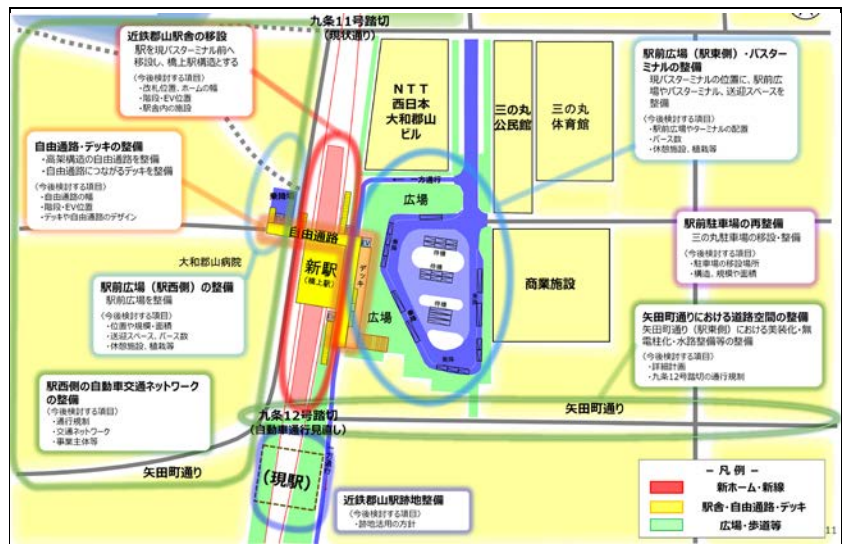 九条11号踏切
(現状通り)
近鉄郡山駅舎の移設
駅を現バスターミナル前へ
移設し、橋上駅構造とする
(今後検討する項目)
・改札位置、ホームの幅
・階段・EV位置
・駅舎内の施設
自由通路・デッキの整備
・高架構造の自由通路を整備
・自由通路につながるデッキを整備
(今後検討する項目)
・自由通路の幅
・階段・EV位置
・デッキや自由通路のデザイン
大和郡山病院
駅前広場(駅西側)の整備
駅前広場を整備
(今後検討する項目)
・位置や規模・面積
・送迎スペース、バース数
・休憩施設、植栽等
駅西側の自動車交通ネットワーク
の整備
(今後検討する項目)
・通行規制
・交通ネットワーク
・事業主体等
矢田町通り
NTT
西日本
大和郡山
ビル
三の丸
公民館
三の丸
体育館
一方通行
広場
自由通路
新駅
(橋上駅)
デッキ
広場
待機
待機
待機
商業施設
九条12号踏切
(自動車通行見直し)
矢田町通り
(現駅)
一方通行
近鉄郡山駅跡地整備
(今後検討する項目)
・跡地活用の方針
駅前広場(駅東側)・バスター
ミナルの整備
現バスターミナルの位置に、駅前広
場やバスターミナル、送迎スペースを
整備
(今後検討する項目)
・駅前広場やターミナルの配置
・バース数
・休憩施設、植栽等
駅前駐車場の再整備
三の丸駐車場の移設・整備
(今後検討する項目)
・駐車場の移設場所
・構造、規模や面積
矢田町通りにおける道路空間の整備
矢田町通り(駅東側)における美装化・無
電柱化・水路整備等の整備
(今後検討する項目)
・詳細計画
・九条12号踏切の通行規制
- 凡例 -
新ホーム・新線
駅舎・自由通路・デッキ
広場・歩道等
11